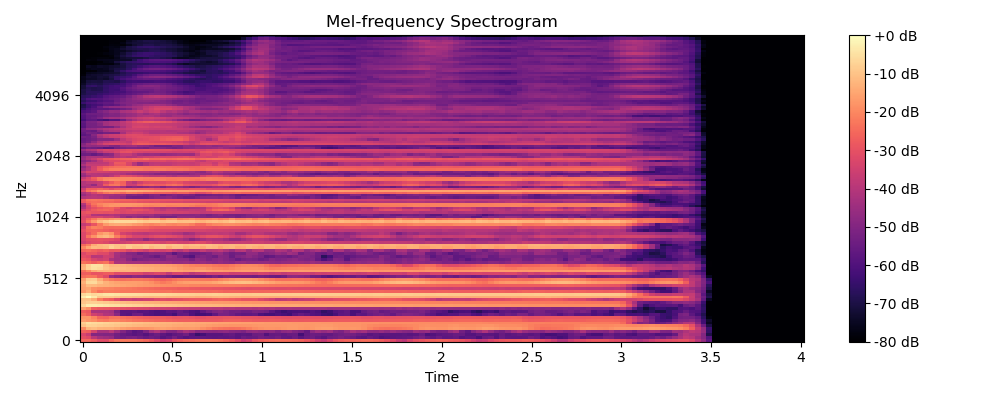 Mel-frequency Spectrogram
Hz
4096
2048
1024
512
0
0
0.5
1
1.5
2
2.5
3
3.5
4
Time
+0 dB
-10 dB
-20 dB
-30 dB
-40 dB
-50 dB
-60 dB
-70 dB
-80 dB